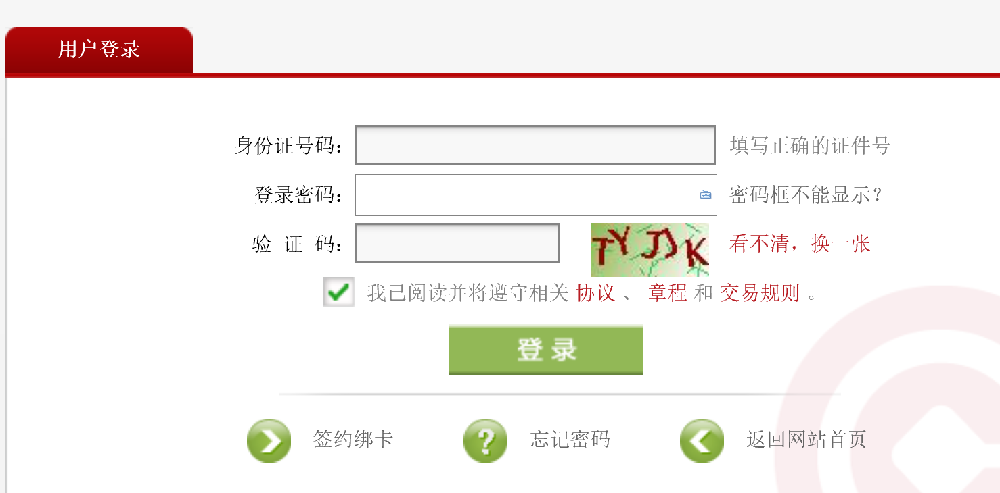 用户登录
身份证号码： 填写正确的证件号
登录密码： 密码框不能显示？
验 证 码： 看不清，换一张
我已阅读并将遵守相关 协议 、 章程 和 交易规则 。
登录
签约绑卡 忘记密码 返回网站首页